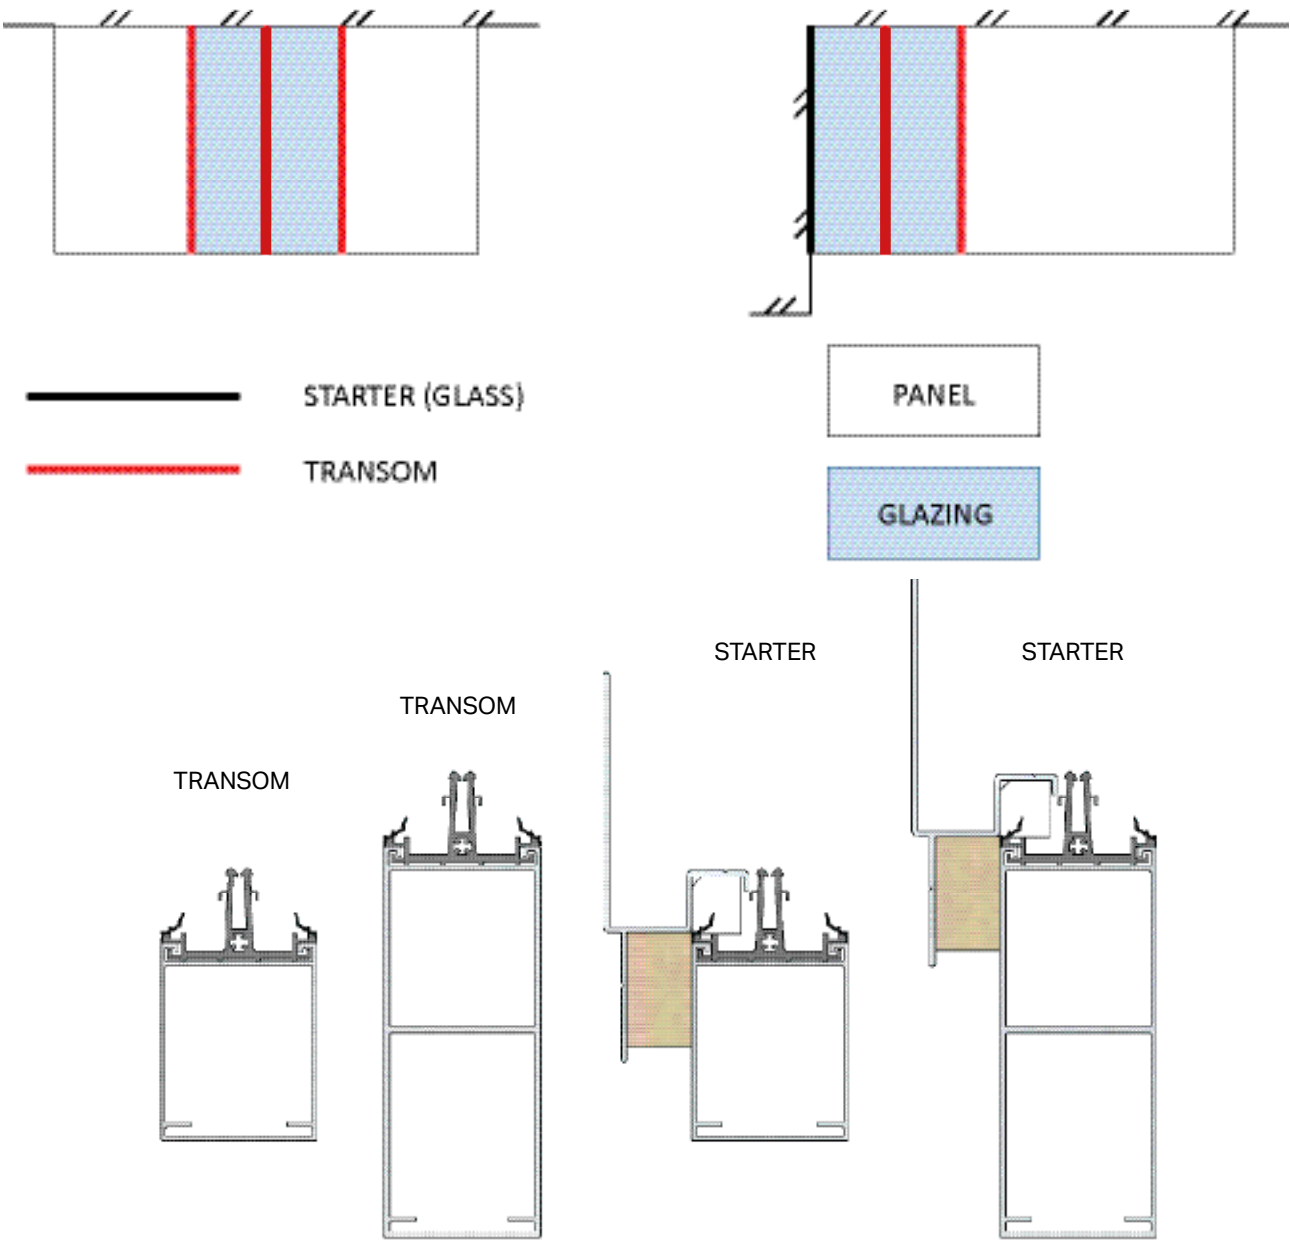 STARTER (GLASS)
PANEL
TRANSOM
GLAZING
STARTER
STARTER
TRANSOM
TRANSOM